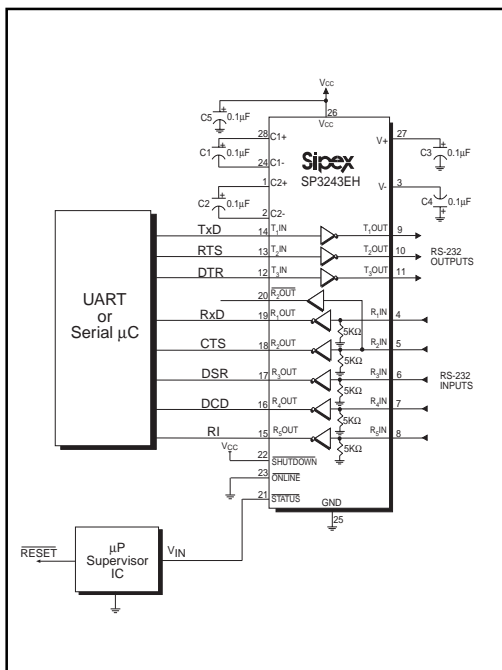 VCC
C5 + 0.1µF
26
VCC
28 C1+
C1 + 0.1µF
24 C1-
1 C2+
C2 + 0.1µF
2 C2-
V+ 27
C3 + 0.1µF
V- 3
C4 + 0.1µF
Sipex
SP3243EH
UART
or
Serial µC
TxD 14 T1IN T1OUT 9
RTS 13 T2IN T2OUT 10
DTR 12 T3IN T3OUT 11
RS-232
OUTPUTS
20 R2OUT
RxD 19 R1OUT R1IN 4
5KΩ
CTS 18 R2OUT R2IN 5
5KΩ
DSR 17 R3OUT R3IN 6
5KΩ
DCD 16 R4OUT R4IN 7
5KΩ
RI 15 R5OUT R5IN 8
5KΩ
RS-232
INPUTS
VCC
22 SHUTDOWN
23 ONLINE
21 STATUS
GND
25
RESET
µP
Supervisor
IC
VIN